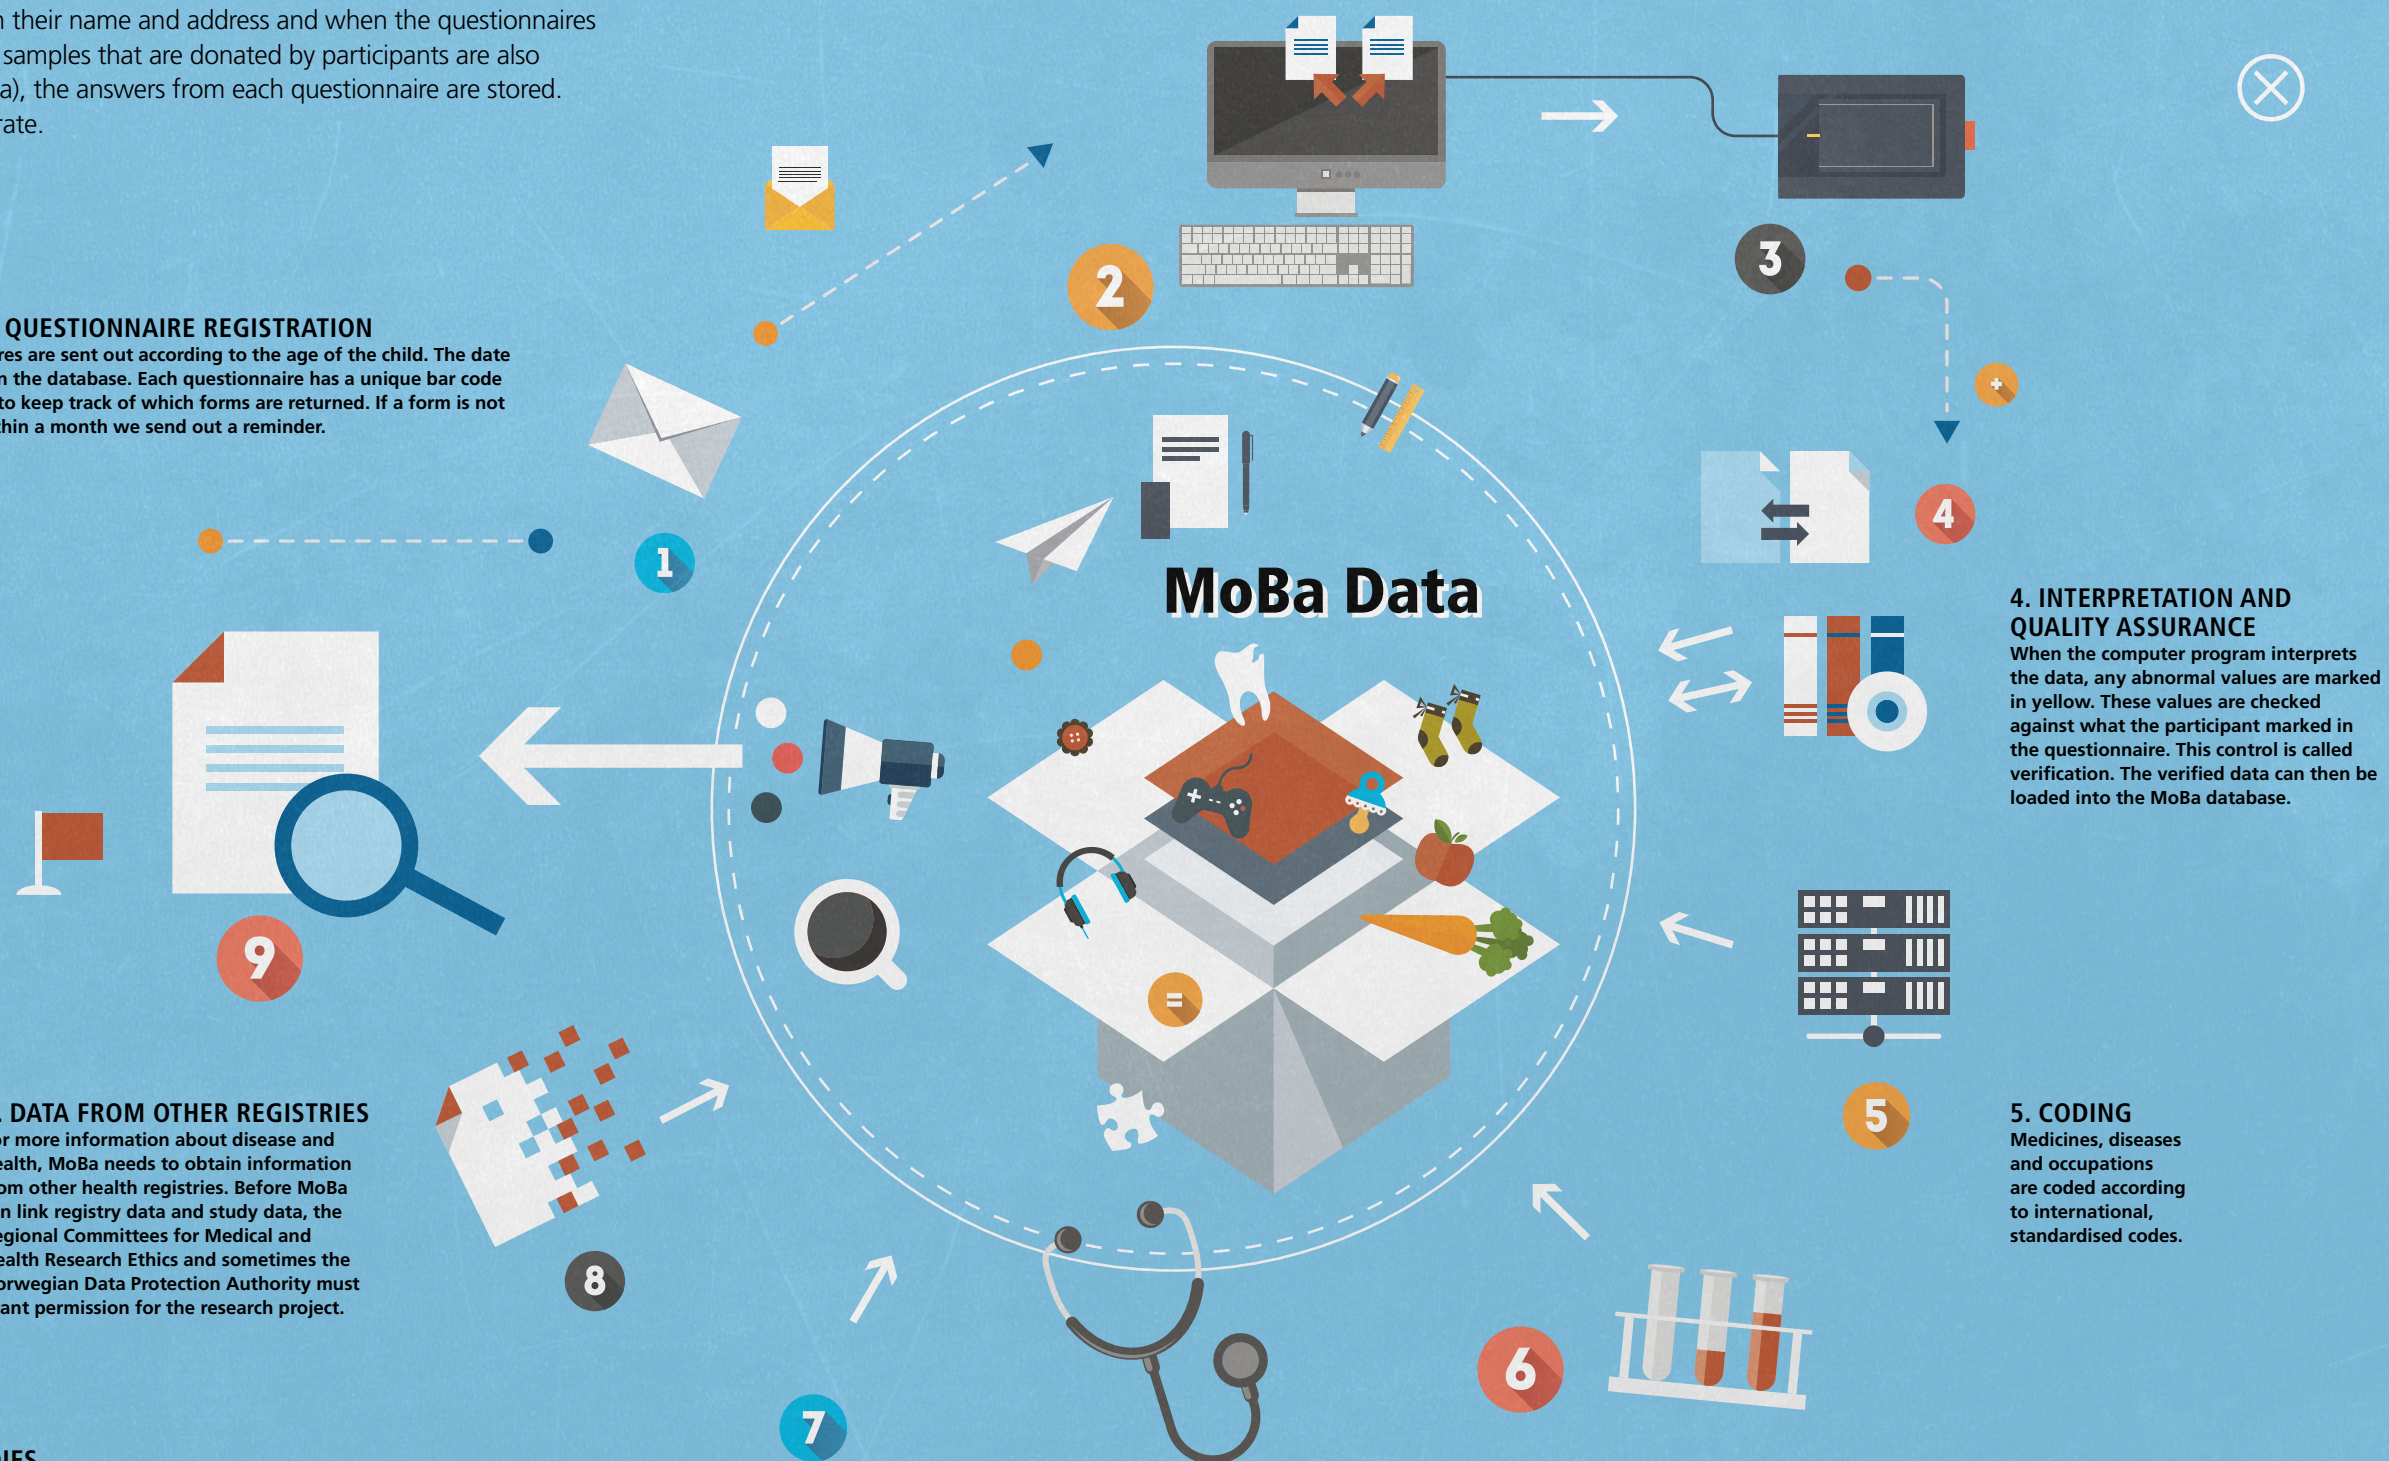 their name and address and when the questionnaires
samples that are donated by participants are also
a), the answers from each questionnaire are stored.
rate.
QUESTIONNAIRE REGISTRATION
res are sent out according to the age of the child. The date
n the database. Each questionnaire has a unique bar code
to keep track of which forms are returned. If a form is not
thin a month we send out a reminder.
1
2
3
4
MoBa Data
4. INTERPRETATION AND
QUALITY ASSURANCE
When the computer program interprets
the data, any abnormal values are marked
in yellow. These values are checked
against what the participant marked in
the questionnaire. This control is called
verification. The verified data can then be
loaded into the MoBa database.
5
5. CODING
Medicines, diseases
and occupations
are coded according
to international,
standardised codes.
6
7
8
. DATA FROM OTHER REGISTRIES
or more information about disease and
ealth, MoBa needs to obtain information
om other health registries. Before MoBa
n link registry data and study data, the
egional Committees for Medical and
ealth Research Ethics and sometimes the
orwegian Data Protection Authority must
ant permission for the research project.
9